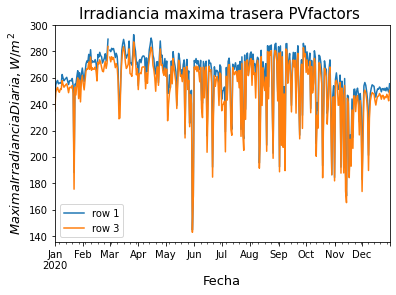 Irradiancia maxima trasera PVfactors
MaximaIrradianciaDiaria, W/m²
300
280
260
240
220
200
180
160
140
row 1
row 3
Jan Feb Mar Apr May Jun Jul Aug Sep Oct Nov Dec
2020
Fecha